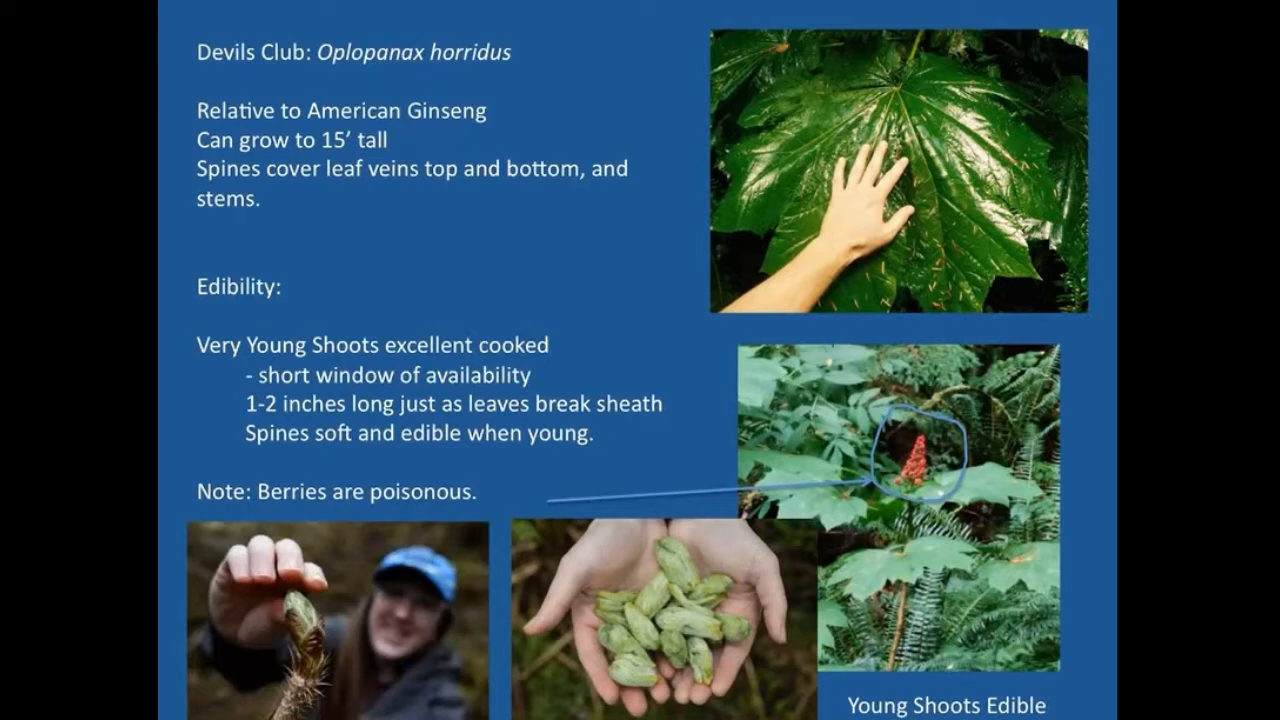 Devils Club: Oplopanax horridus
Relative to American Ginseng
Can grow to 15’ tall
Spines cover leaf veins top and bottom, and
stems.
Edibility:
Very Young Shoots excellent cooked
- short window of availability
1-2 inches long just as leaves break sheath
Spines soft and edible when young.
Note: Berries are poisonous.
Young Shoots Edible